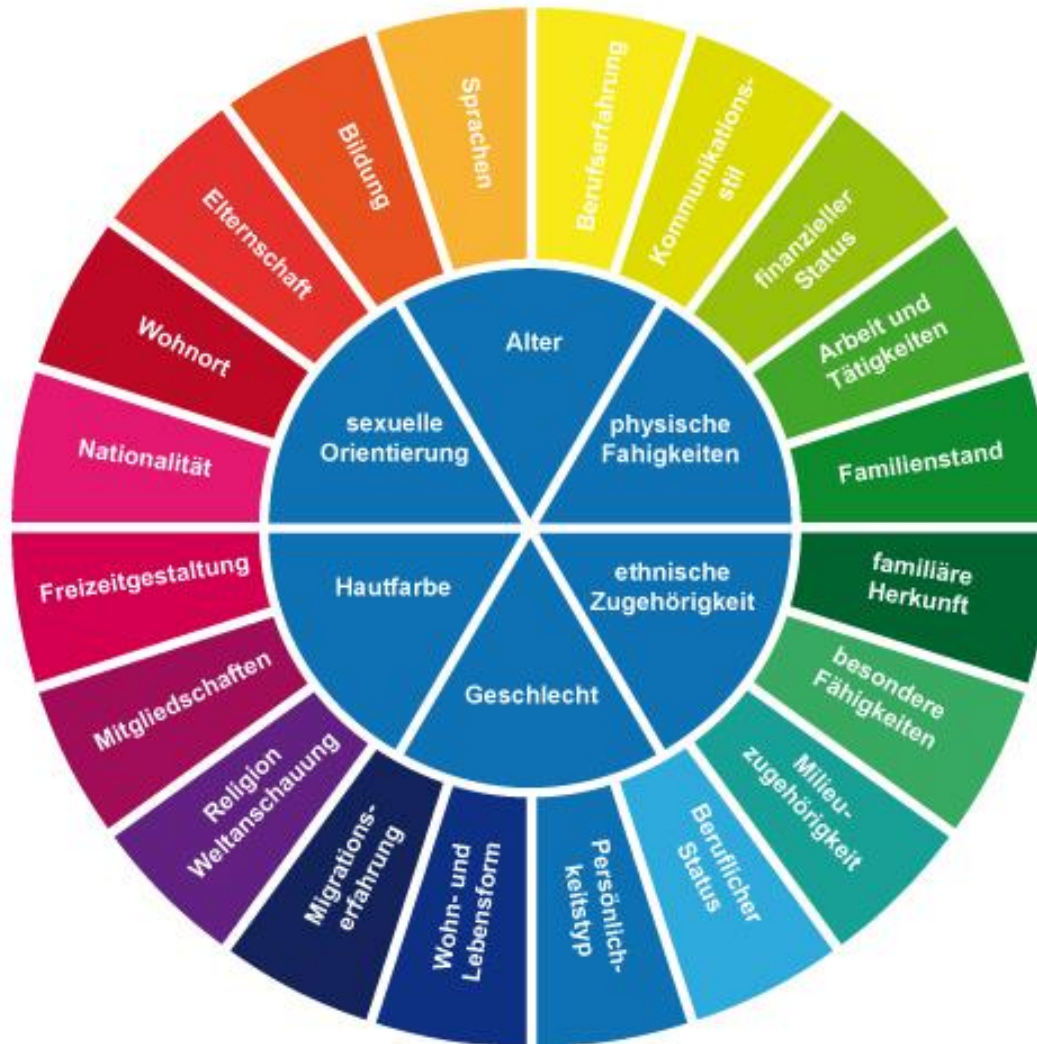 Berufserfahrung
Kommunikations-
stil
finanzieller
Status
Arbeit und
Tätigkeiten
Familienstand
familiäre
Herkunft
besondere
Fähigkeiten
Milieu-
zugehörigkeit
Beruflicher
Status
Persönlich-
keitstyp
Wohn- und
Lebensform
Migrations-
erfahrung
Religion
Weltanschauung
Mitgliedschaften
Freizeitgestaltung
Nationalität
Wohnort
Elternschaft
Bildung
Sprachen
Alter
physische
Fahigkeiten
ethnische
Zugehörigkeit
Geschlecht
Hautfarbe
sexuelle
Orientierung